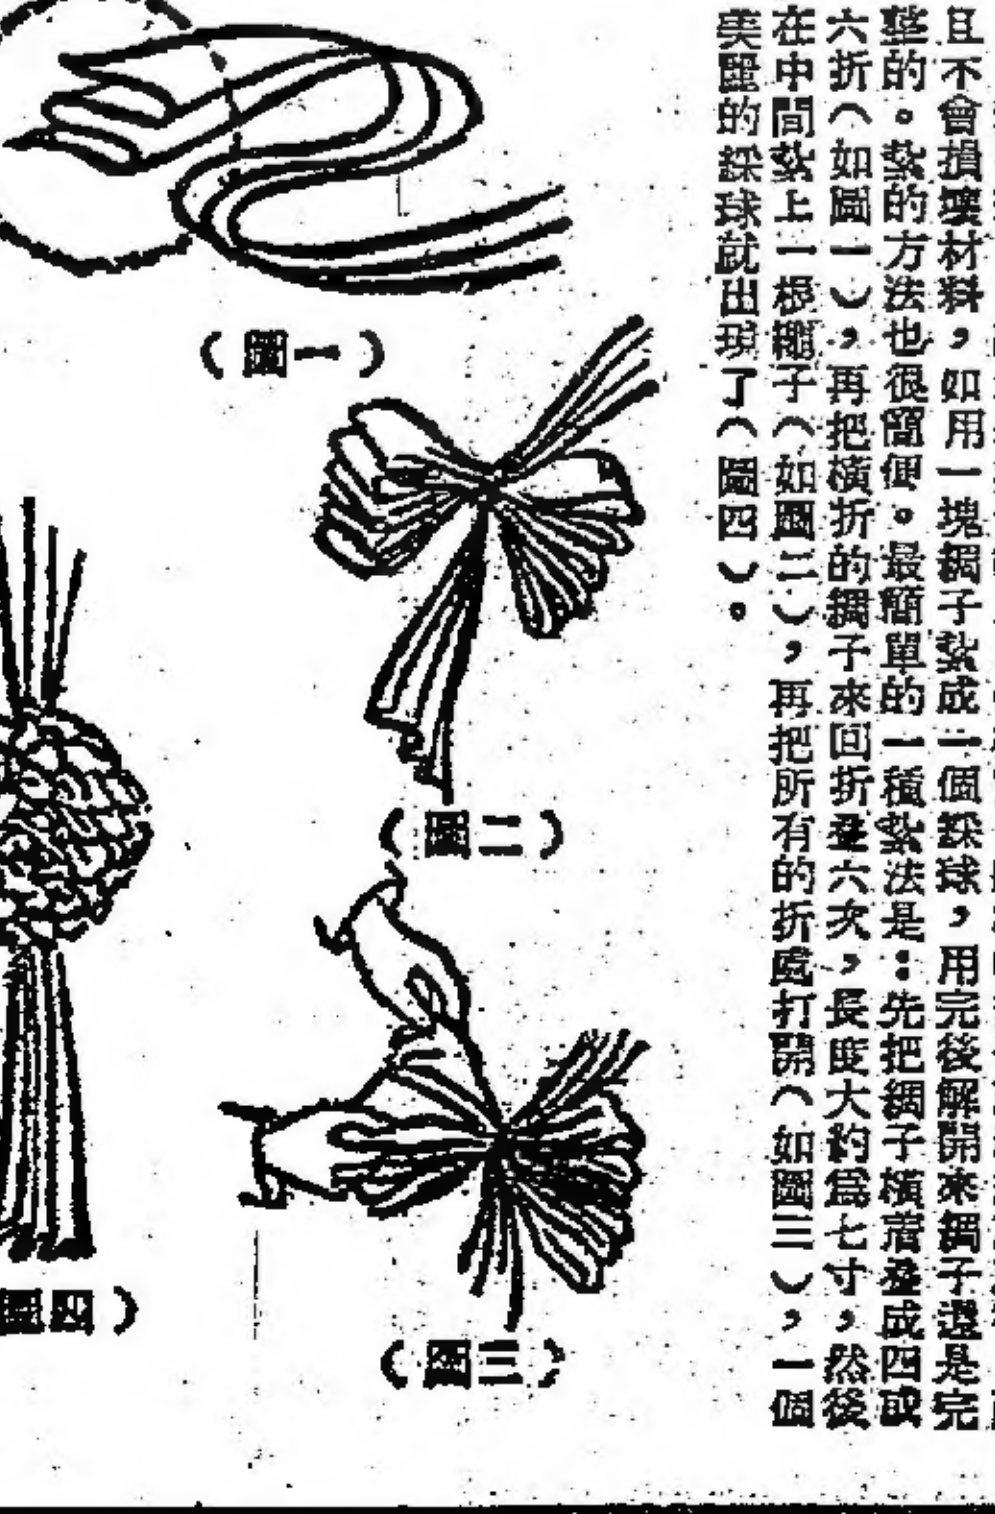 且不會損壞材料，如用一塊綢子紮成一個綵球，用完後解開來綢子還是完
整的。紮的方法也很簡便。最簡單的一種紮法是：先把綢子橫着叠成四或
六折（如圖一），再把橫折的綢子來回折叠六次，長度大約爲七寸，然後
在中間紮上一根繩子（如圖二），再把所有的折處打開（如圖三），一個
美麗的綵球就出現了（圖四）。
（圖一）
（圖二）
（圖三）
圖四）